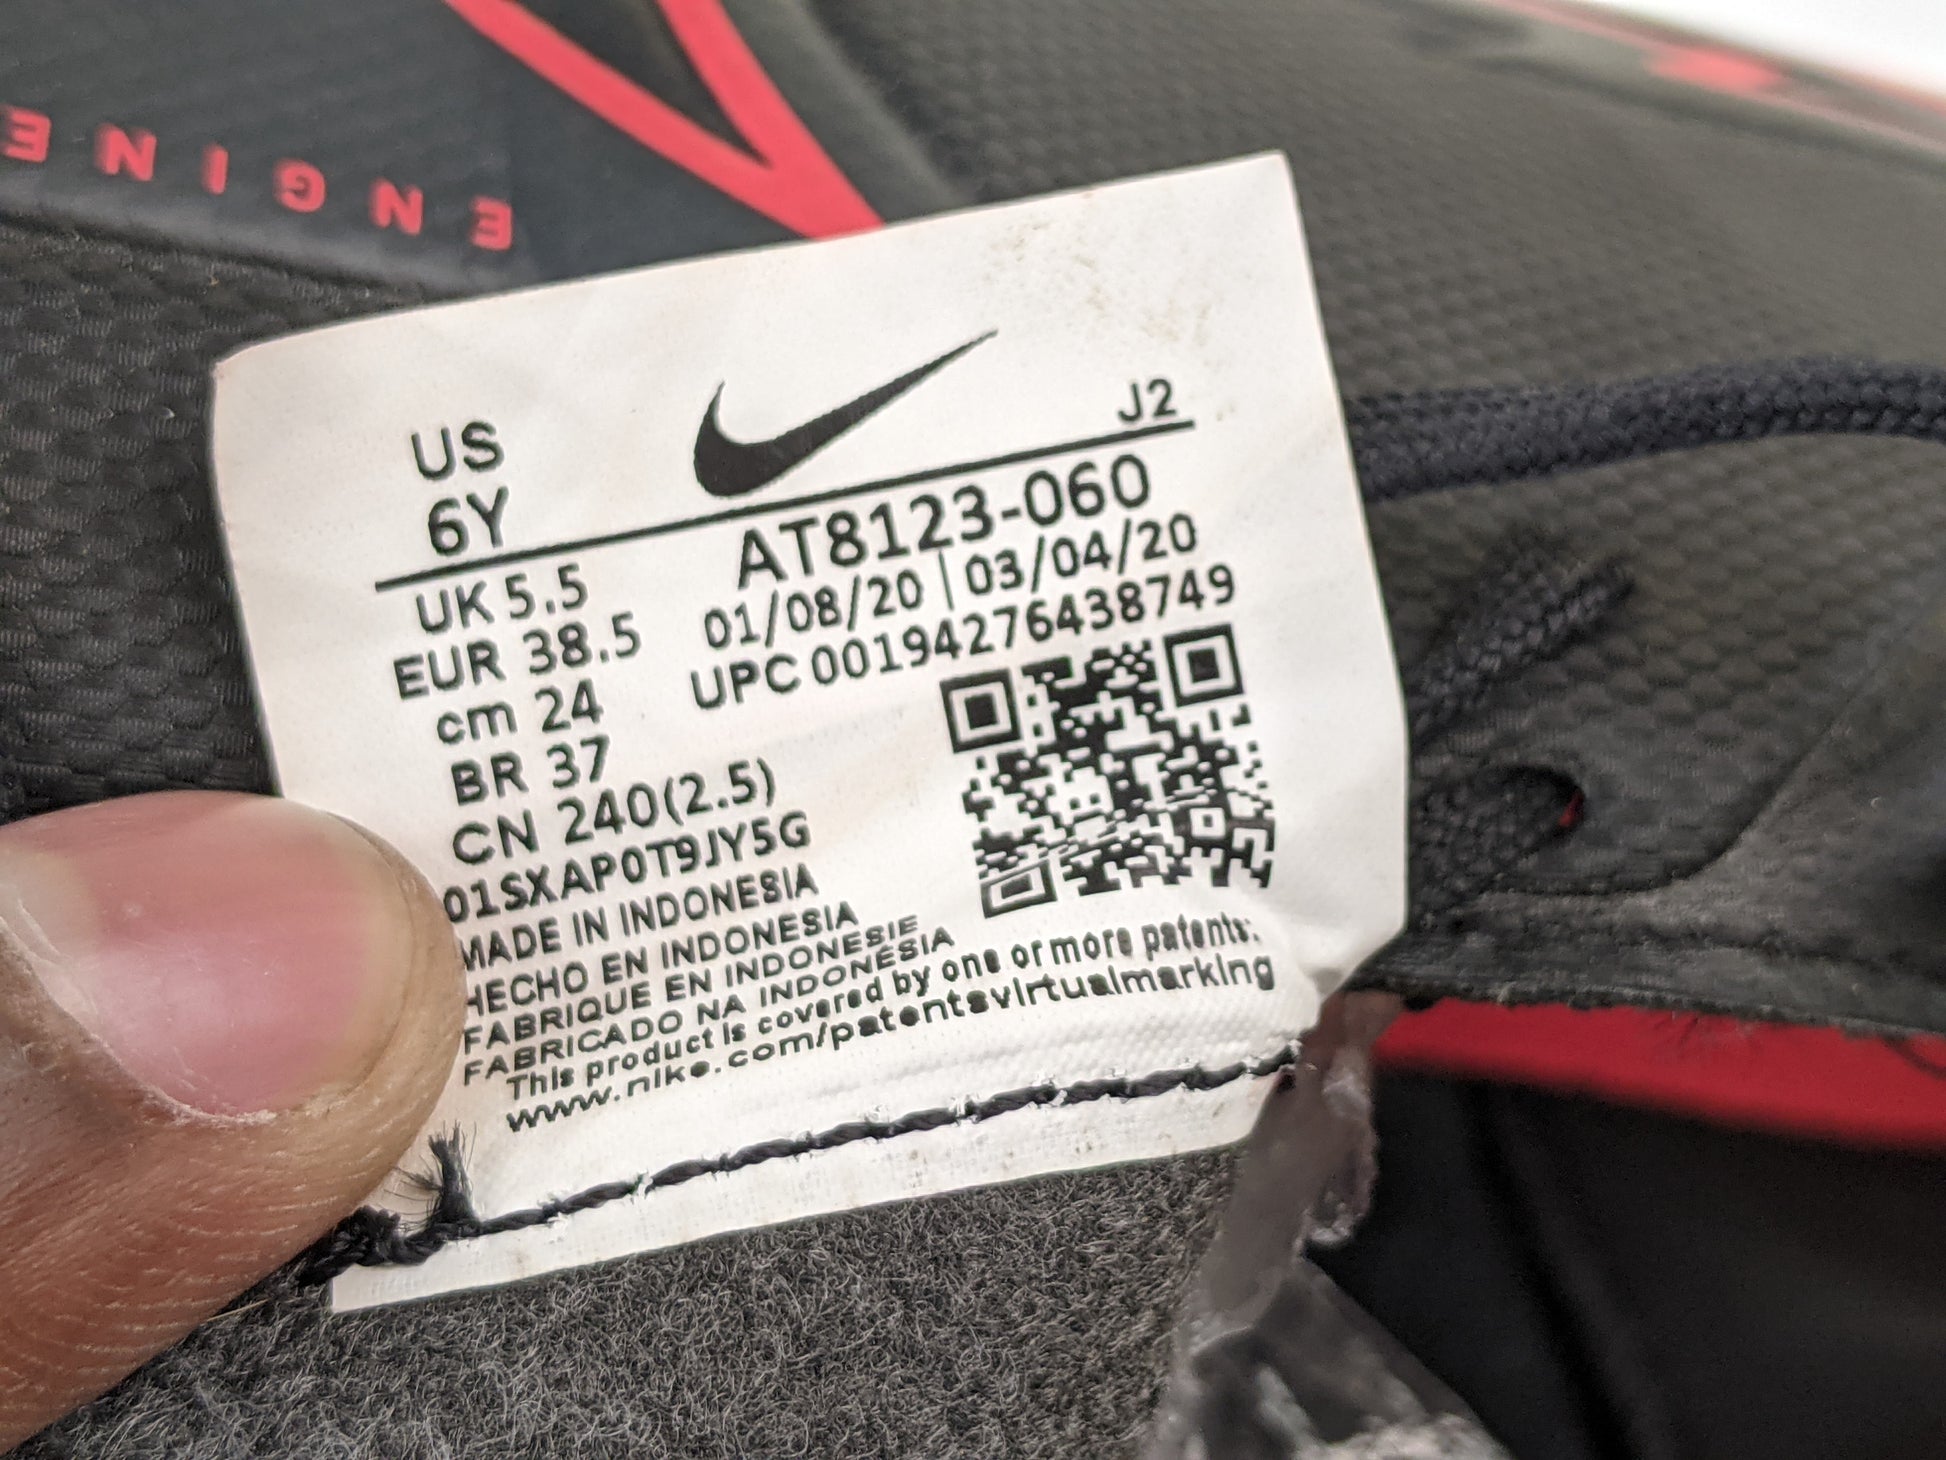 ENGINE
US
6Y
J2
AT8123-060
01/08/20 | 03/04/20
UPC 00194276438749
UK 5.5
EUR 38.5
cm 24
BR 37
CN 240(2.5)
01SXAP0T9JY5G
MADE IN INDONESIA
HECHO EN INDONESIA
FABRIQUE EN INDONESIE
FABRICADO NA INDONÉSIA
This product is covered by one or more patents:
www.nike.com/patentsvirtualmarking